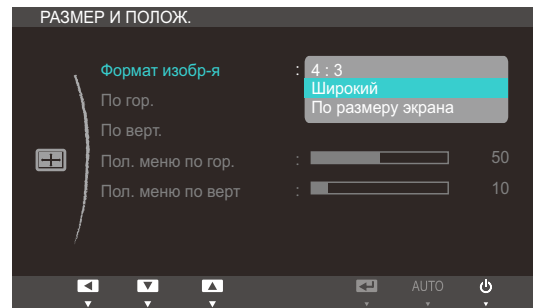 РАЗМЕР И ПОЛОЖ.
Формат изобр-я : 4 : 3
Широкий
По размеру экрана
По гор.
По верт.
Пол. меню по гор. : 50
Пол. меню по верт : 10
AUTO